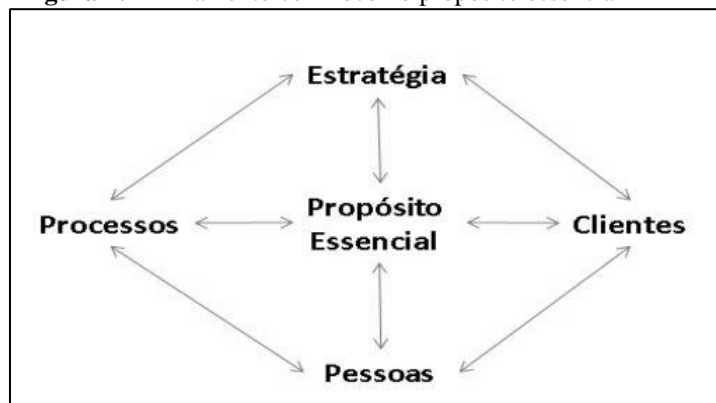 Estratégia
Propósito
Processos Essencial Clientes
Pessoas